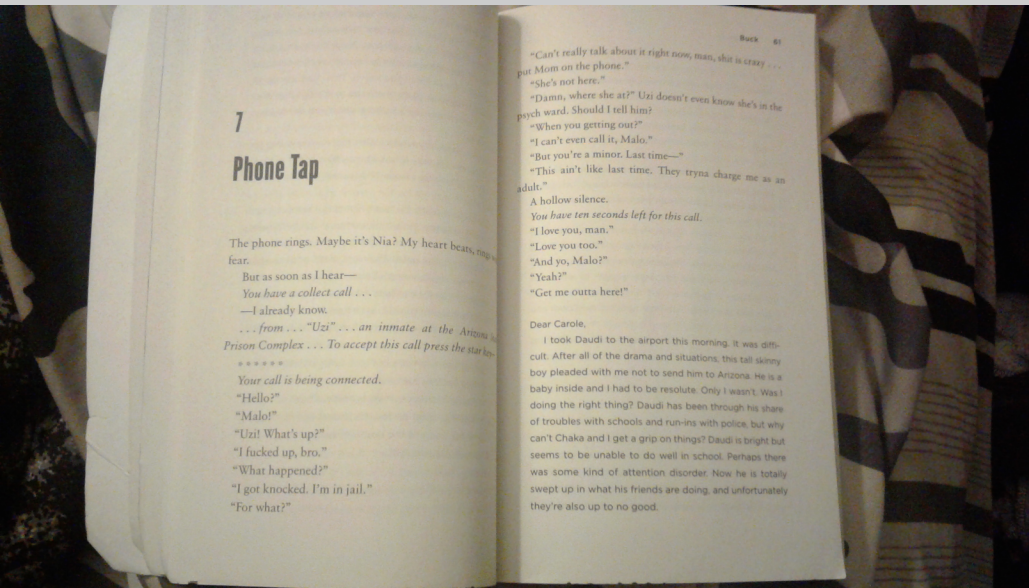 7
Phone Tap
The phone rings. Maybe it's Nia? My heart beats,
fear.
But as soon as I hear—
You have a collect call . . .
—I already know.
. . . from . . . "Uzi" . . . an inmate at the Arizona
Prison Complex . . . To accept this call press the star
******
Your call is being connected.
"Hello?"
"Malo!"
"Uzi! What's up?"
"I fucked up, bro."
"What happened?"
"I got knocked. I'm in jail."
"For what?"
Buck 61
"Can't really talk about it right now, man, shit is crazy . . .
put Mom on the phone."
"She's not here."
"Damn, where she at?" Uzi doesn't even know she's in the
psych ward. Should I tell him?
"When you getting out?"
"I can't even call it, Malo."
"But you're a minor. Last time—"
"This ain't like last time. They tryna charge me as an
adult."
A hollow silence.
You have ten seconds left for this call.
"I love you, man."
"Love you too."
"And yo, Malo?"
"Yeah?"
"Get me outta here!"
Dear Carole,
I took Daudi to the airport this morning. It was diffi-
cult. After all of the drama and situations, this tall skinny
boy pleaded with me not to send him to Arizona. He is a
baby inside and I had to be resolute. Only I wasn't. Was I
doing the right thing? Daudi has been through his share
of troubles with schools and run-ins with police, but why
can't Chaka and I get a grip on things? Daudi is bright but
seems to be unable to do well in school. Perhaps there
was some kind of attention disorder. Now he is totally
swept up in what his friends are doing, and unfortunately
they're also up to no good.